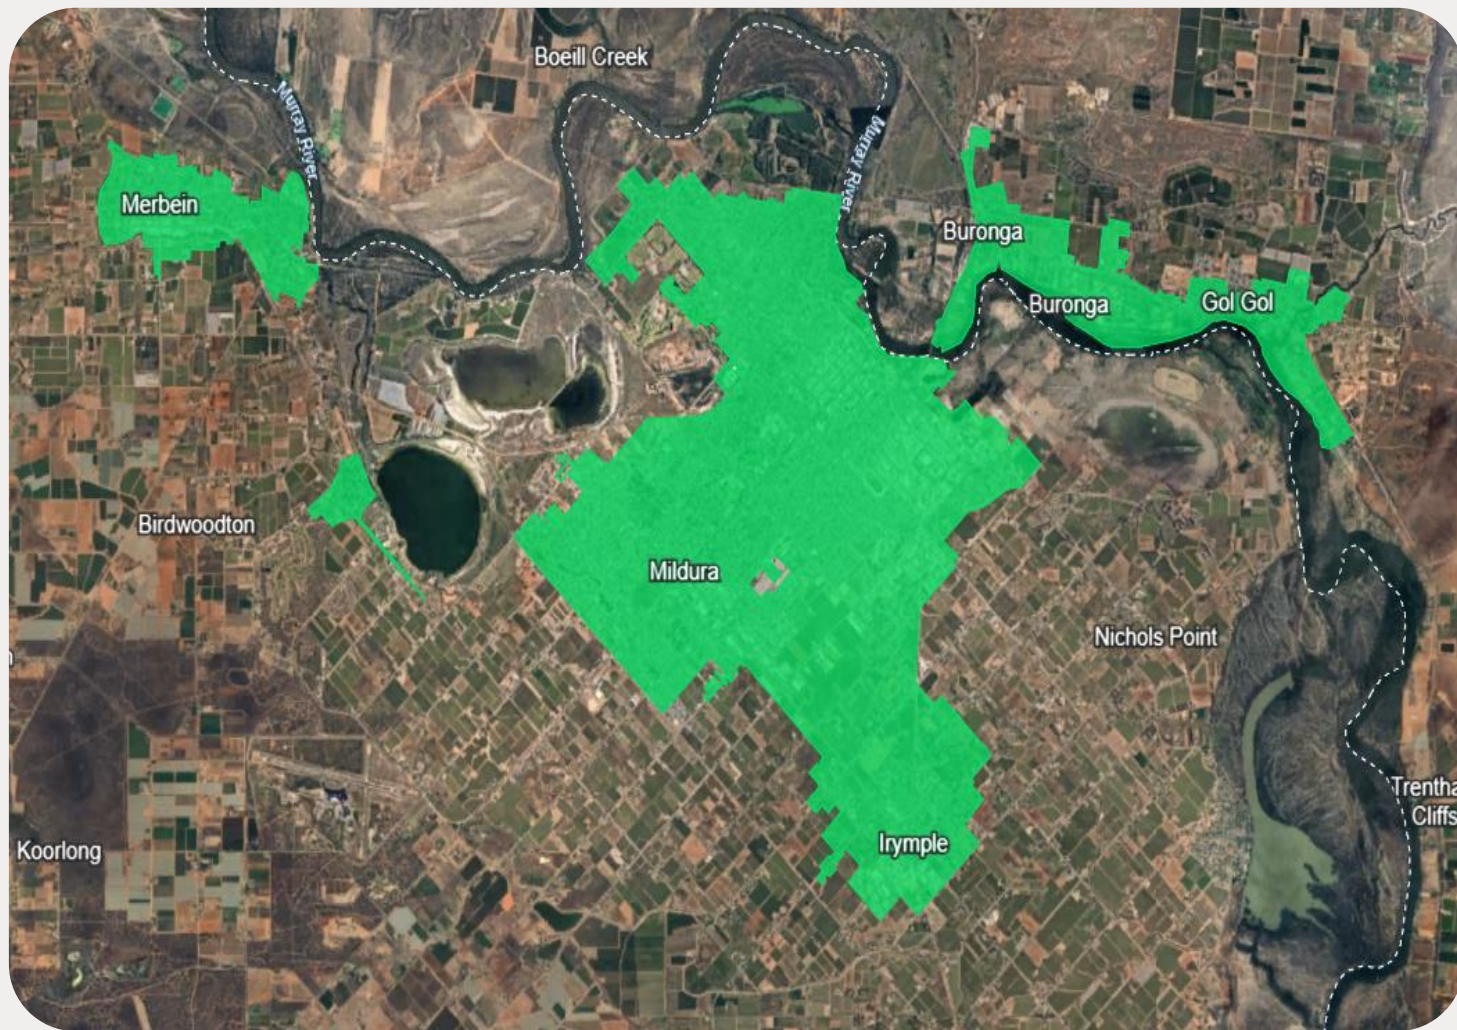 Boeill Creek
Murray River
Murray River
Merbein
Buronga
Buronga
Gol Gol
Birdwoodton
Mildura
Nichols Point
Trentha
Cliffs
Koorlong
Irymple